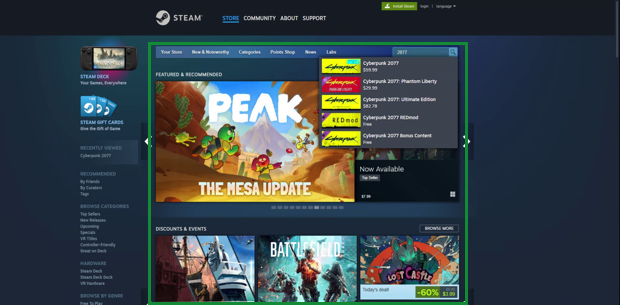 Install Steam
login | language
STEAM
STORE COMMUNITY ABOUT SUPPORT
Your Store New & Noteworthy Categories Points Shop News Labs
2077
STEAM DECK
Your Games, Everywhere
STEAM GIFT CARDS
Give the Gift of Game
RECENTLY VIEWED
Cyberpunk 2077
RECOMMENDED
By Friends
By Curators
Tags
BROWSE CATEGORIES
Top Sellers
New Releases
Upcoming
Specials
VR Titles
Controller-Friendly
Great on Deck
HARDWARE
Steam Deck
Steam Deck Dock
VR Hardware
BROWSE BY GENRE
Free To Play
FEATURED & RECOMMENDED
PEAK
THE MESA UPDATE
Cyberpunk 2077
$59.99
Cyberpunk 2077: Phantom Liberty
$29.99
Cyberpunk 2077: Ultimate Edition
$82.78
REDmod
Cyberpunk 2077 REDmod
Free
Cyberpunk 2077 Bonus Content
Free
Now Available
Top Seller
$7.99
DISCOUNTS & EVENTS
BROWSE MORE
BATTLEFIELD
LOST CASTLE
Today's deal!
-60%
$3.99